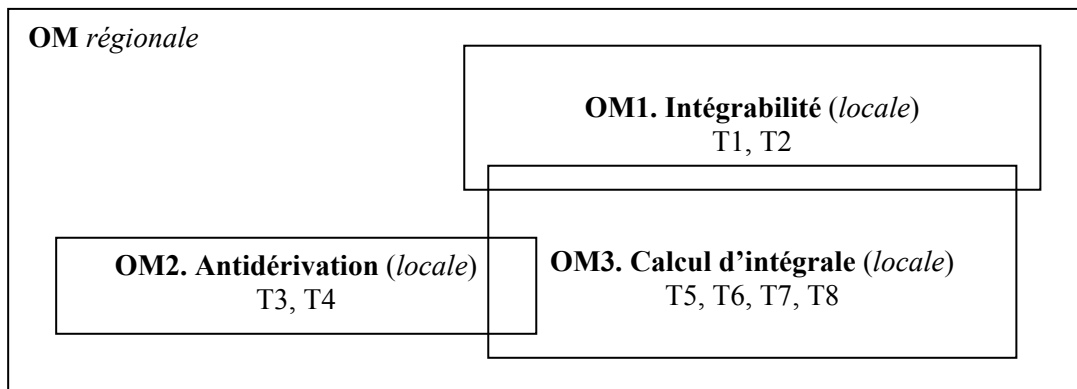 OM régionale
OM1. Intégrabilité (locale)
T1, T2
OM2. Antidérivation (locale)
T3, T4
OM3. Calcul d’intégrale (locale)
T5, T6, T7, T8